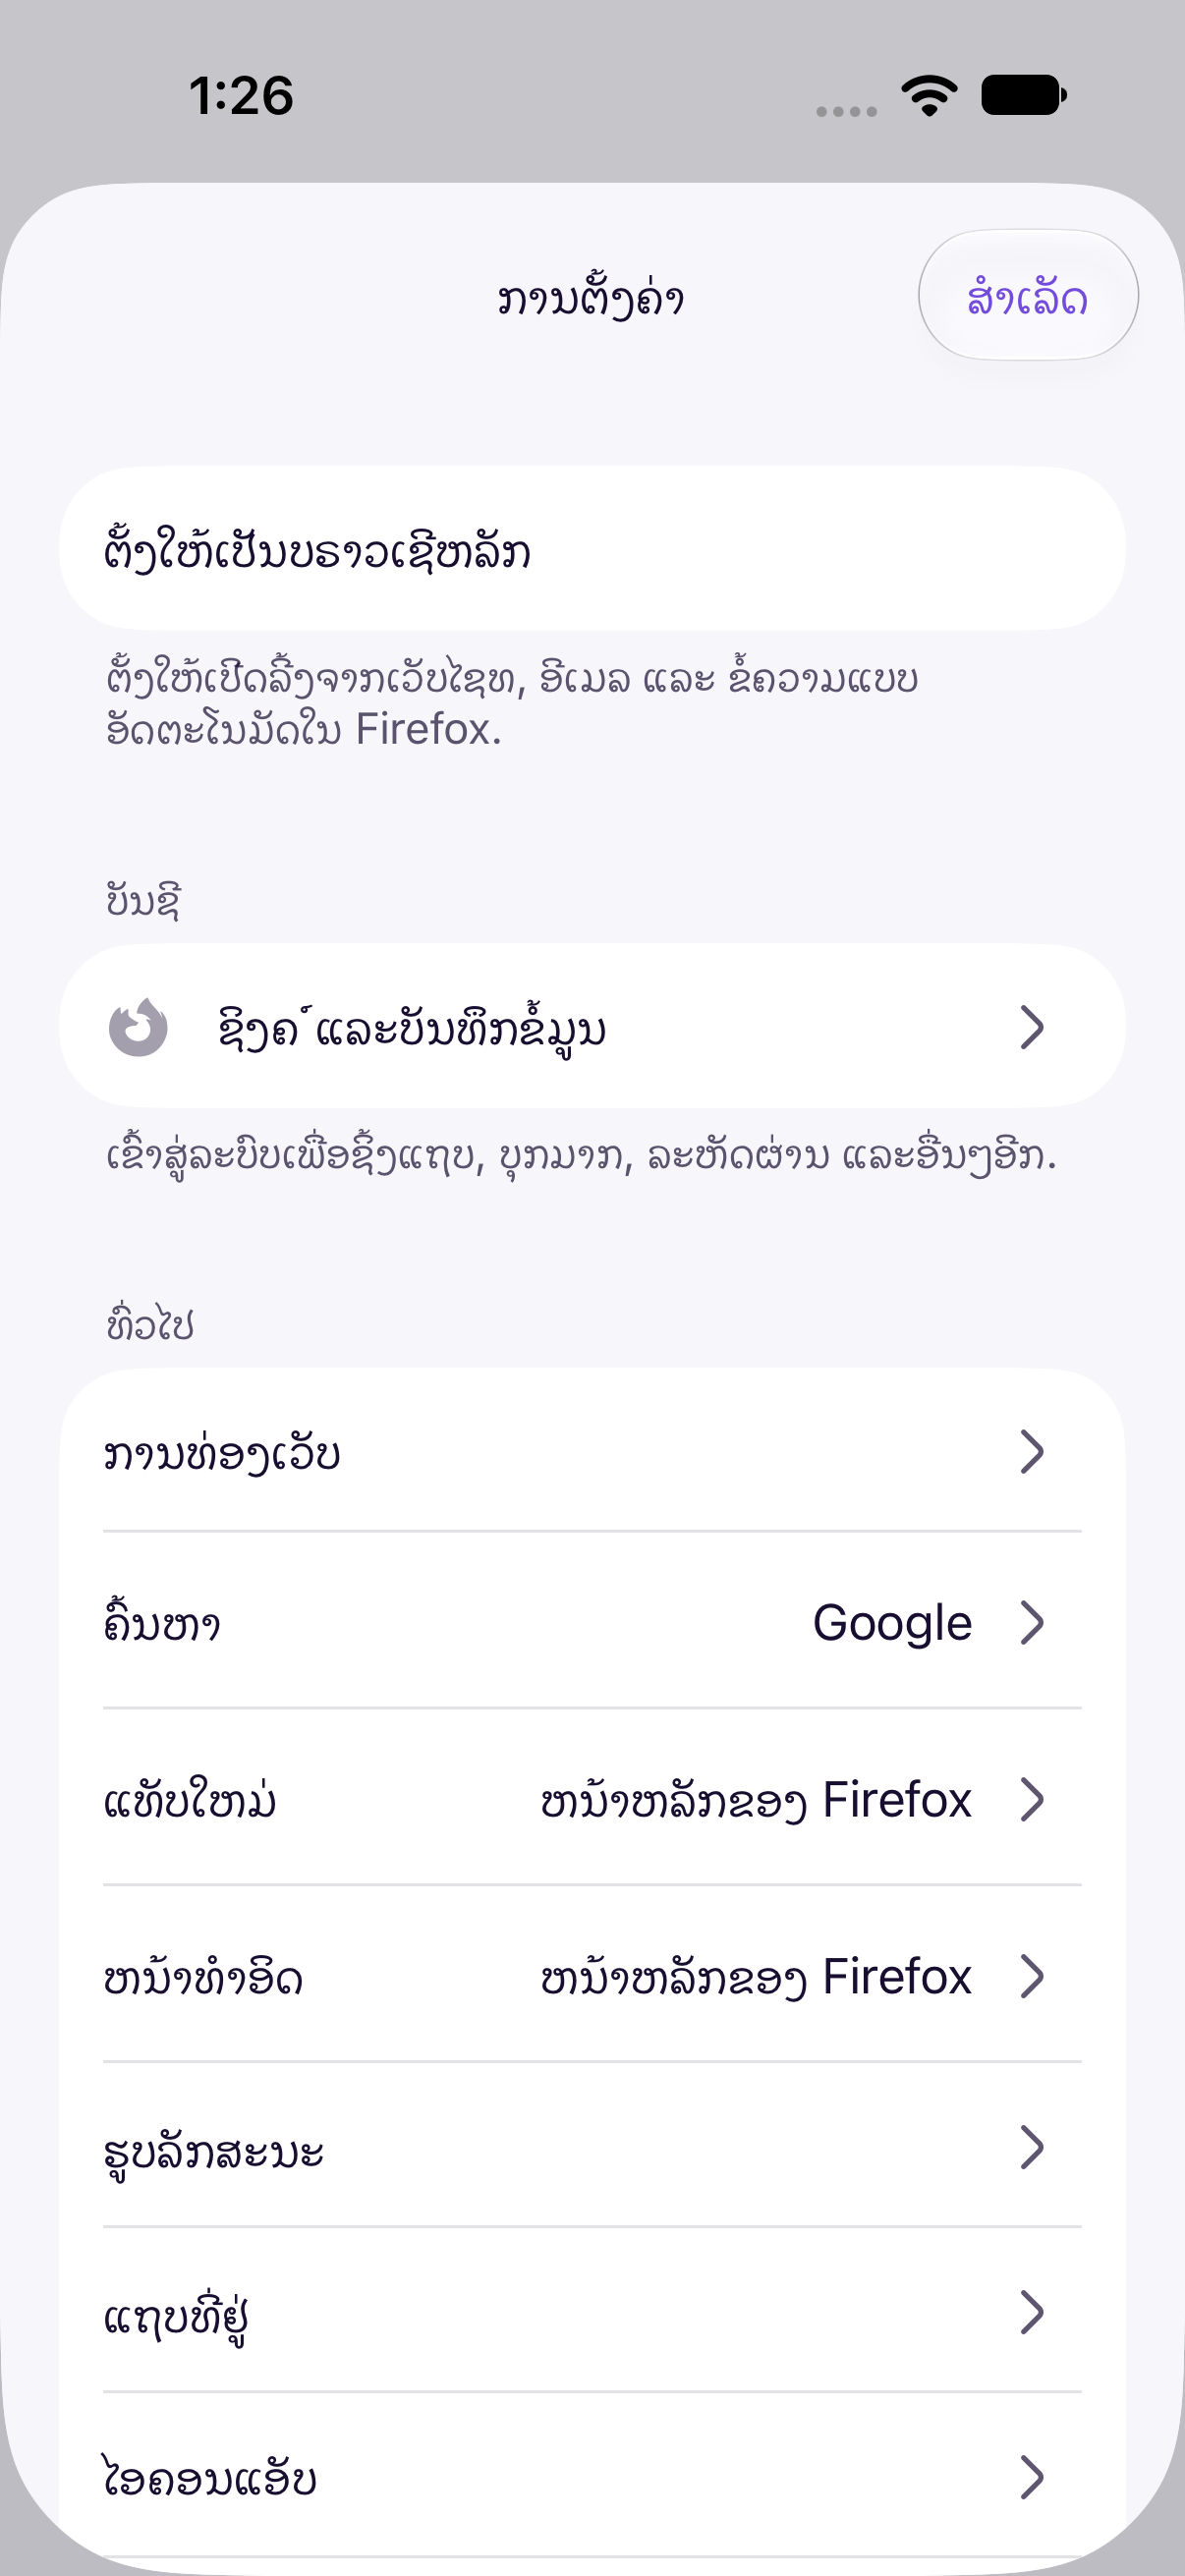 1:26
ການຕັ້ງຄ່າ
ສຳເລັດ
ຕັ້ງໃຫ້ເປັນບຣາວເຊີຫລັກ
ຕັ້ງໃຫ້ເປີດລິ້ງຈາກເວັບໄຊທ, ອີເມລ ແລະ ຂໍ້ຄວາມແບບ
ອັດຕະໂນມັດໃນ Firefox.
ບັນຊີ
ຊິງຄ໌ ແລະບັນທຶກຂໍ້ມູນ
ເຂົ້າສູ່ລະບົບເພື່ອຊິ້ງແຖບ, ບຸກມາກ, ລະຫັດຜ່ານ ແລະອື່ນໆອີກ.
ທົ່ວໄປ
ການທ່ອງເວັບ
ຄົ້ນຫາ Google
ແທັບໃຫມ່ ຫນ້າຫລັກຂອງ Firefox
ຫນ້າທຳອິດ ຫນ້າຫລັກຂອງ Firefox
ຮູບລັກສະນະ
ແຖບທີ່ຢູ່
ໄອຄອນແອັບ